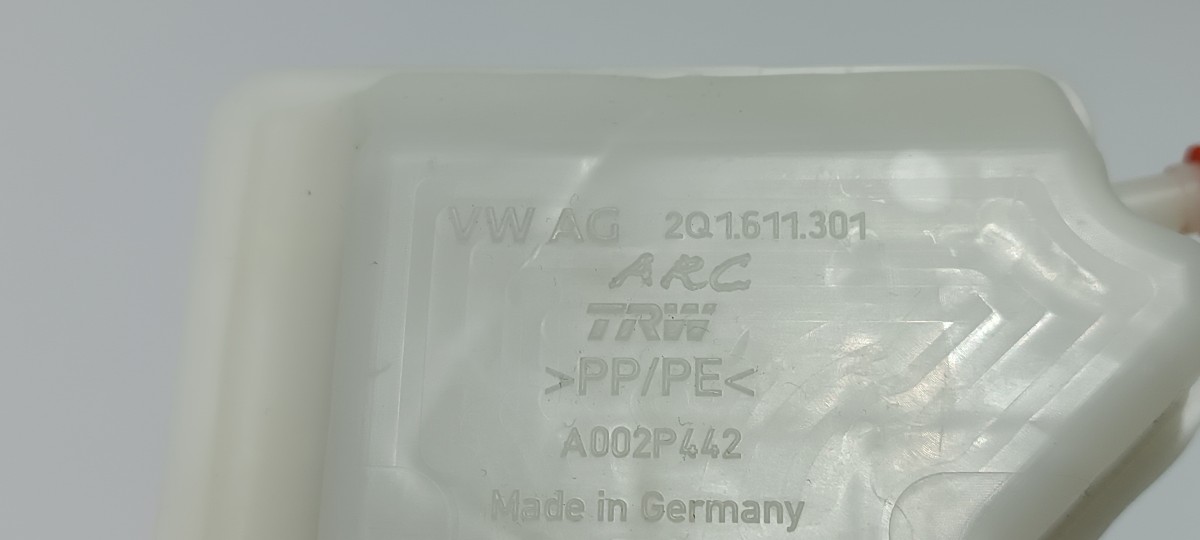 VW AG 2Q1.611.301
ARC
TRW
>PP/PE<
A002P442
Made in Germany